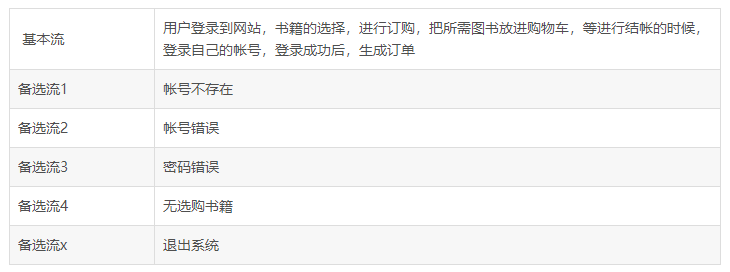 基本流
用户登录到网站，书籍的选择，进行订购，把所需图书放进购物车，等进行结帐的时候，
登录自己的帐号，登录成功后，生成订单
备选流1
帐号不存在
备选流2
帐号错误
备选流3
密码错误
备选流4
无选购书籍
备选流x
退出系统